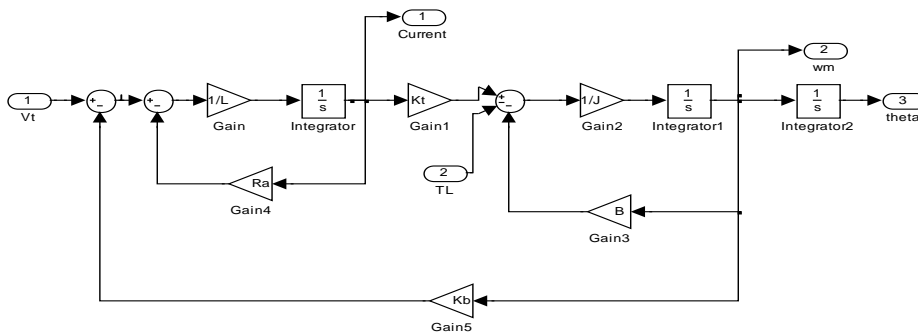 1
Current
2
wm
1
Vt
1/L
Gain
1
s
Integrator
Kt
Gain1
1/J
Gain2
1
s
Integrator1
1
s
Integrator2
3
theta
2
TL
Ra
Gain4
B
Gain3
Kb
Gain5